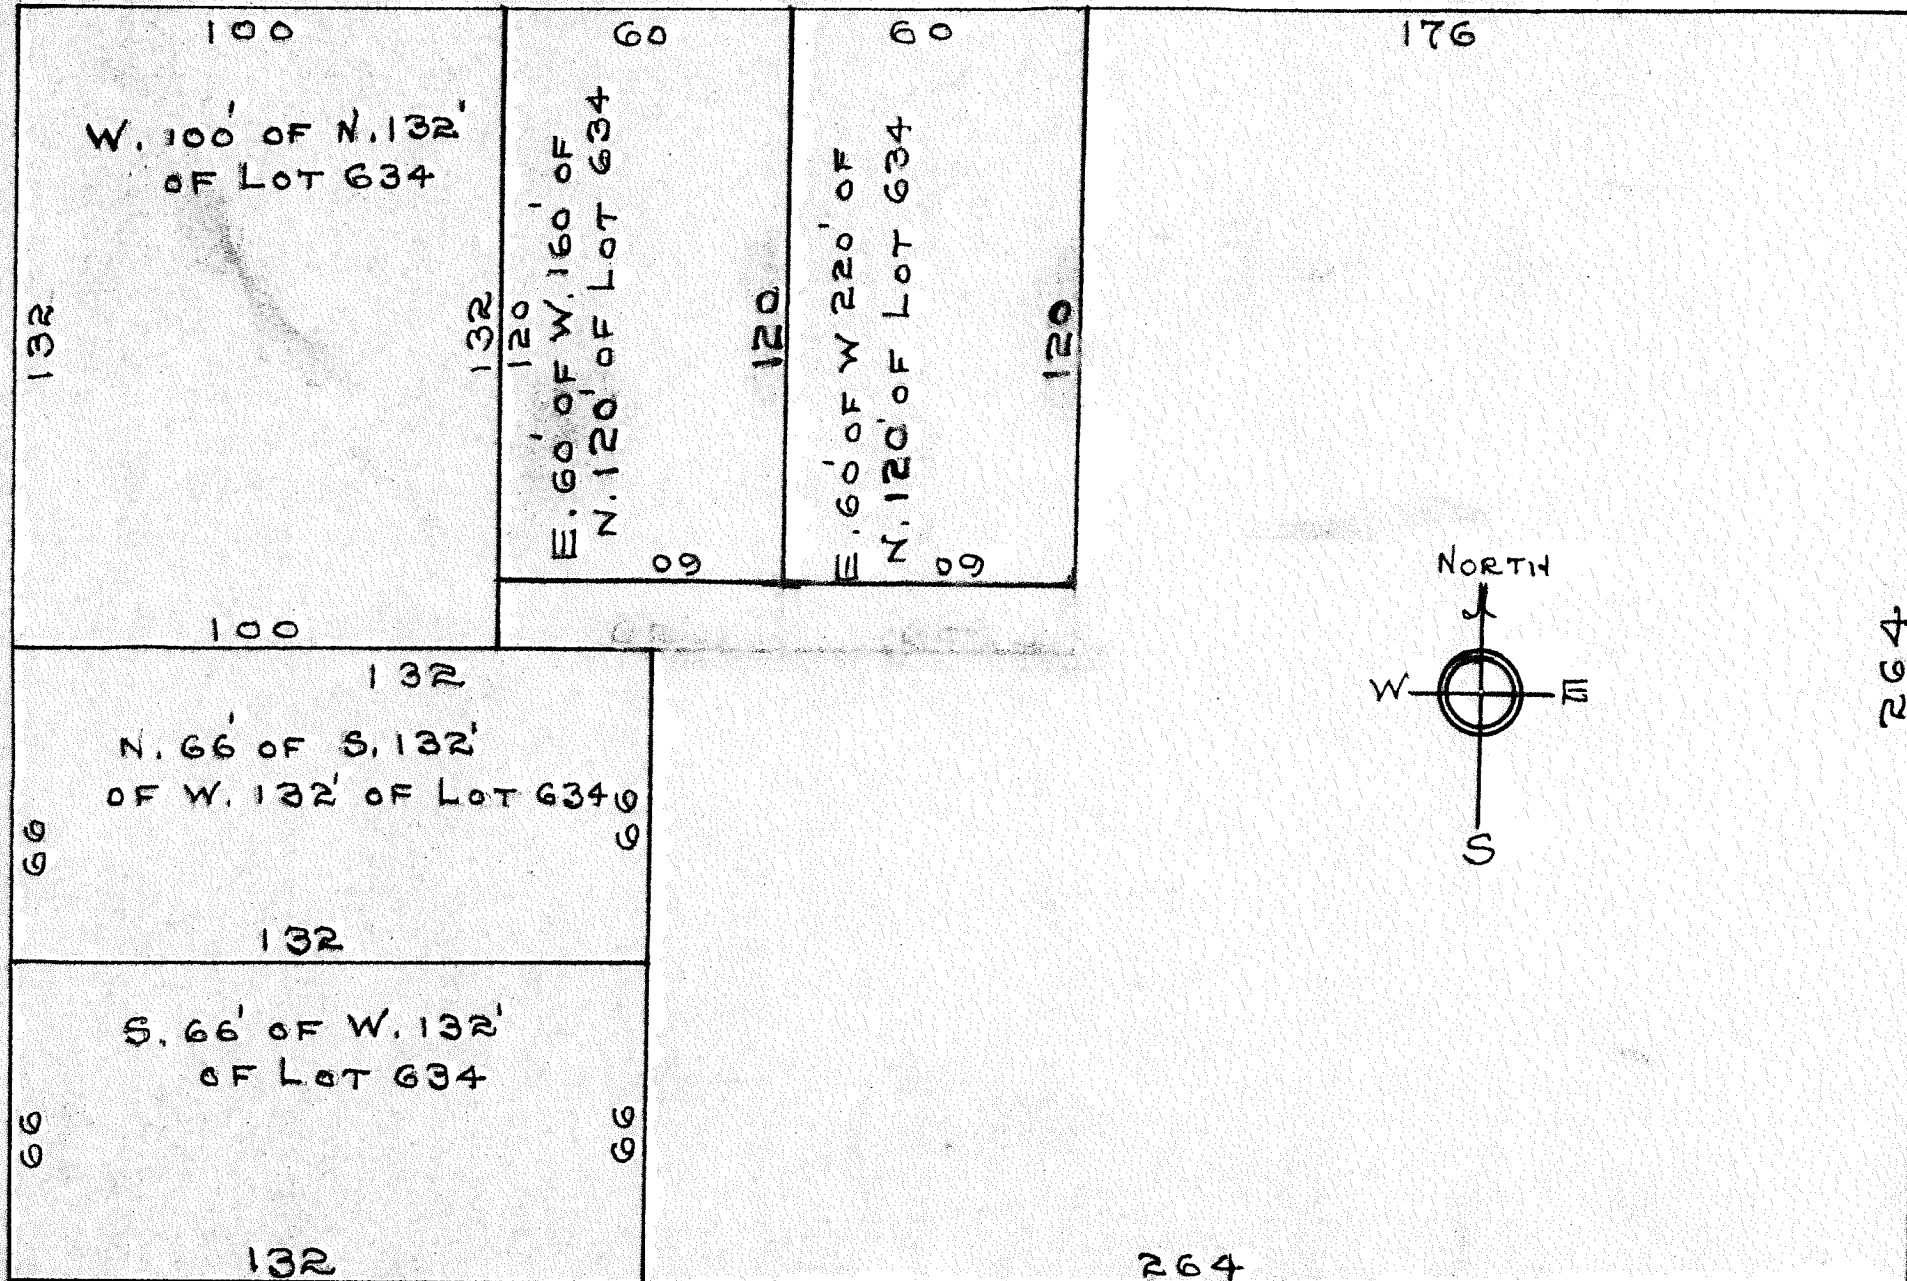 100
W. 100' OF N. 132'
OF LOT 634
132
132
100
60
120
E. 60' OF W. 160' OF
N. 120' OF LOT 634
120
60
60
E. 60' OF W 220' OF
N. 120' OF LOT 634
120
60
176
NORTH
W
E
S
264
132
N. 66' OF S. 132'
OF W. 132' OF LOT 634
66
66
132
S. 66' OF W. 132'
OF LOT 634
66
66
132
264